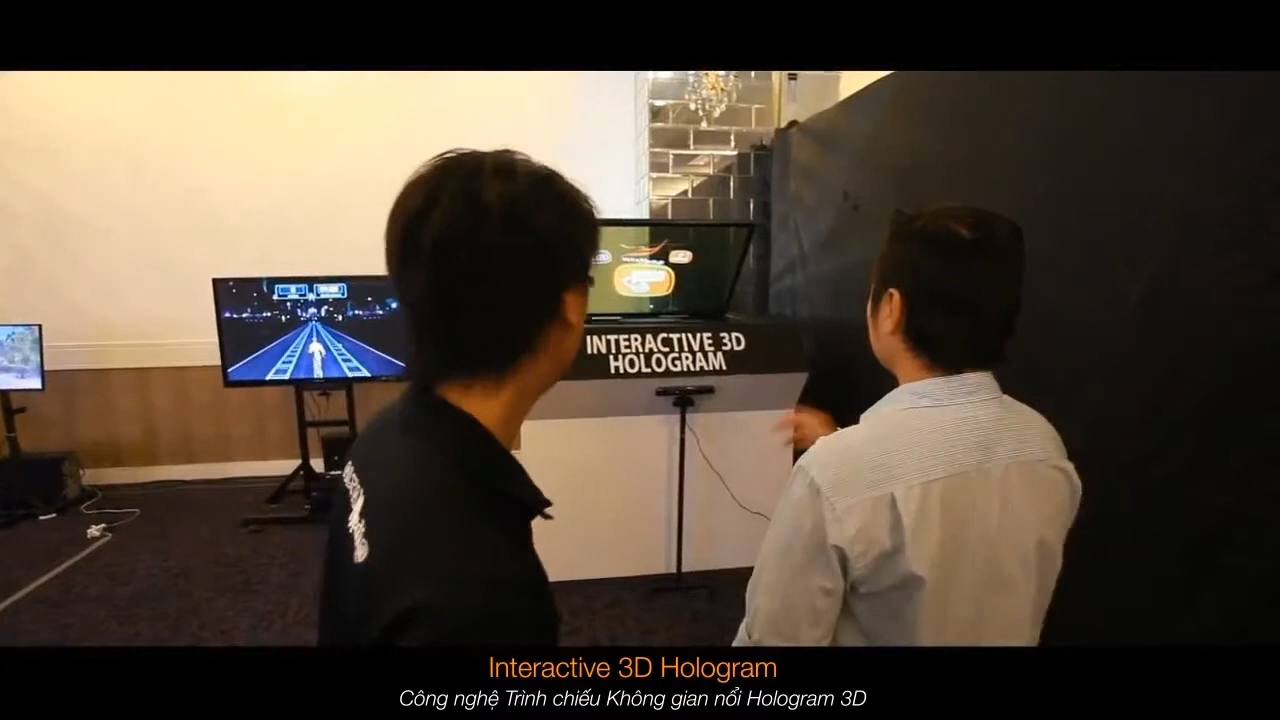 INTERACTIVE 3D
HOLOGRAM
Interactive 3D Hologram
Công nghệ Trình chiếu Không gian nổi Hologram 3D